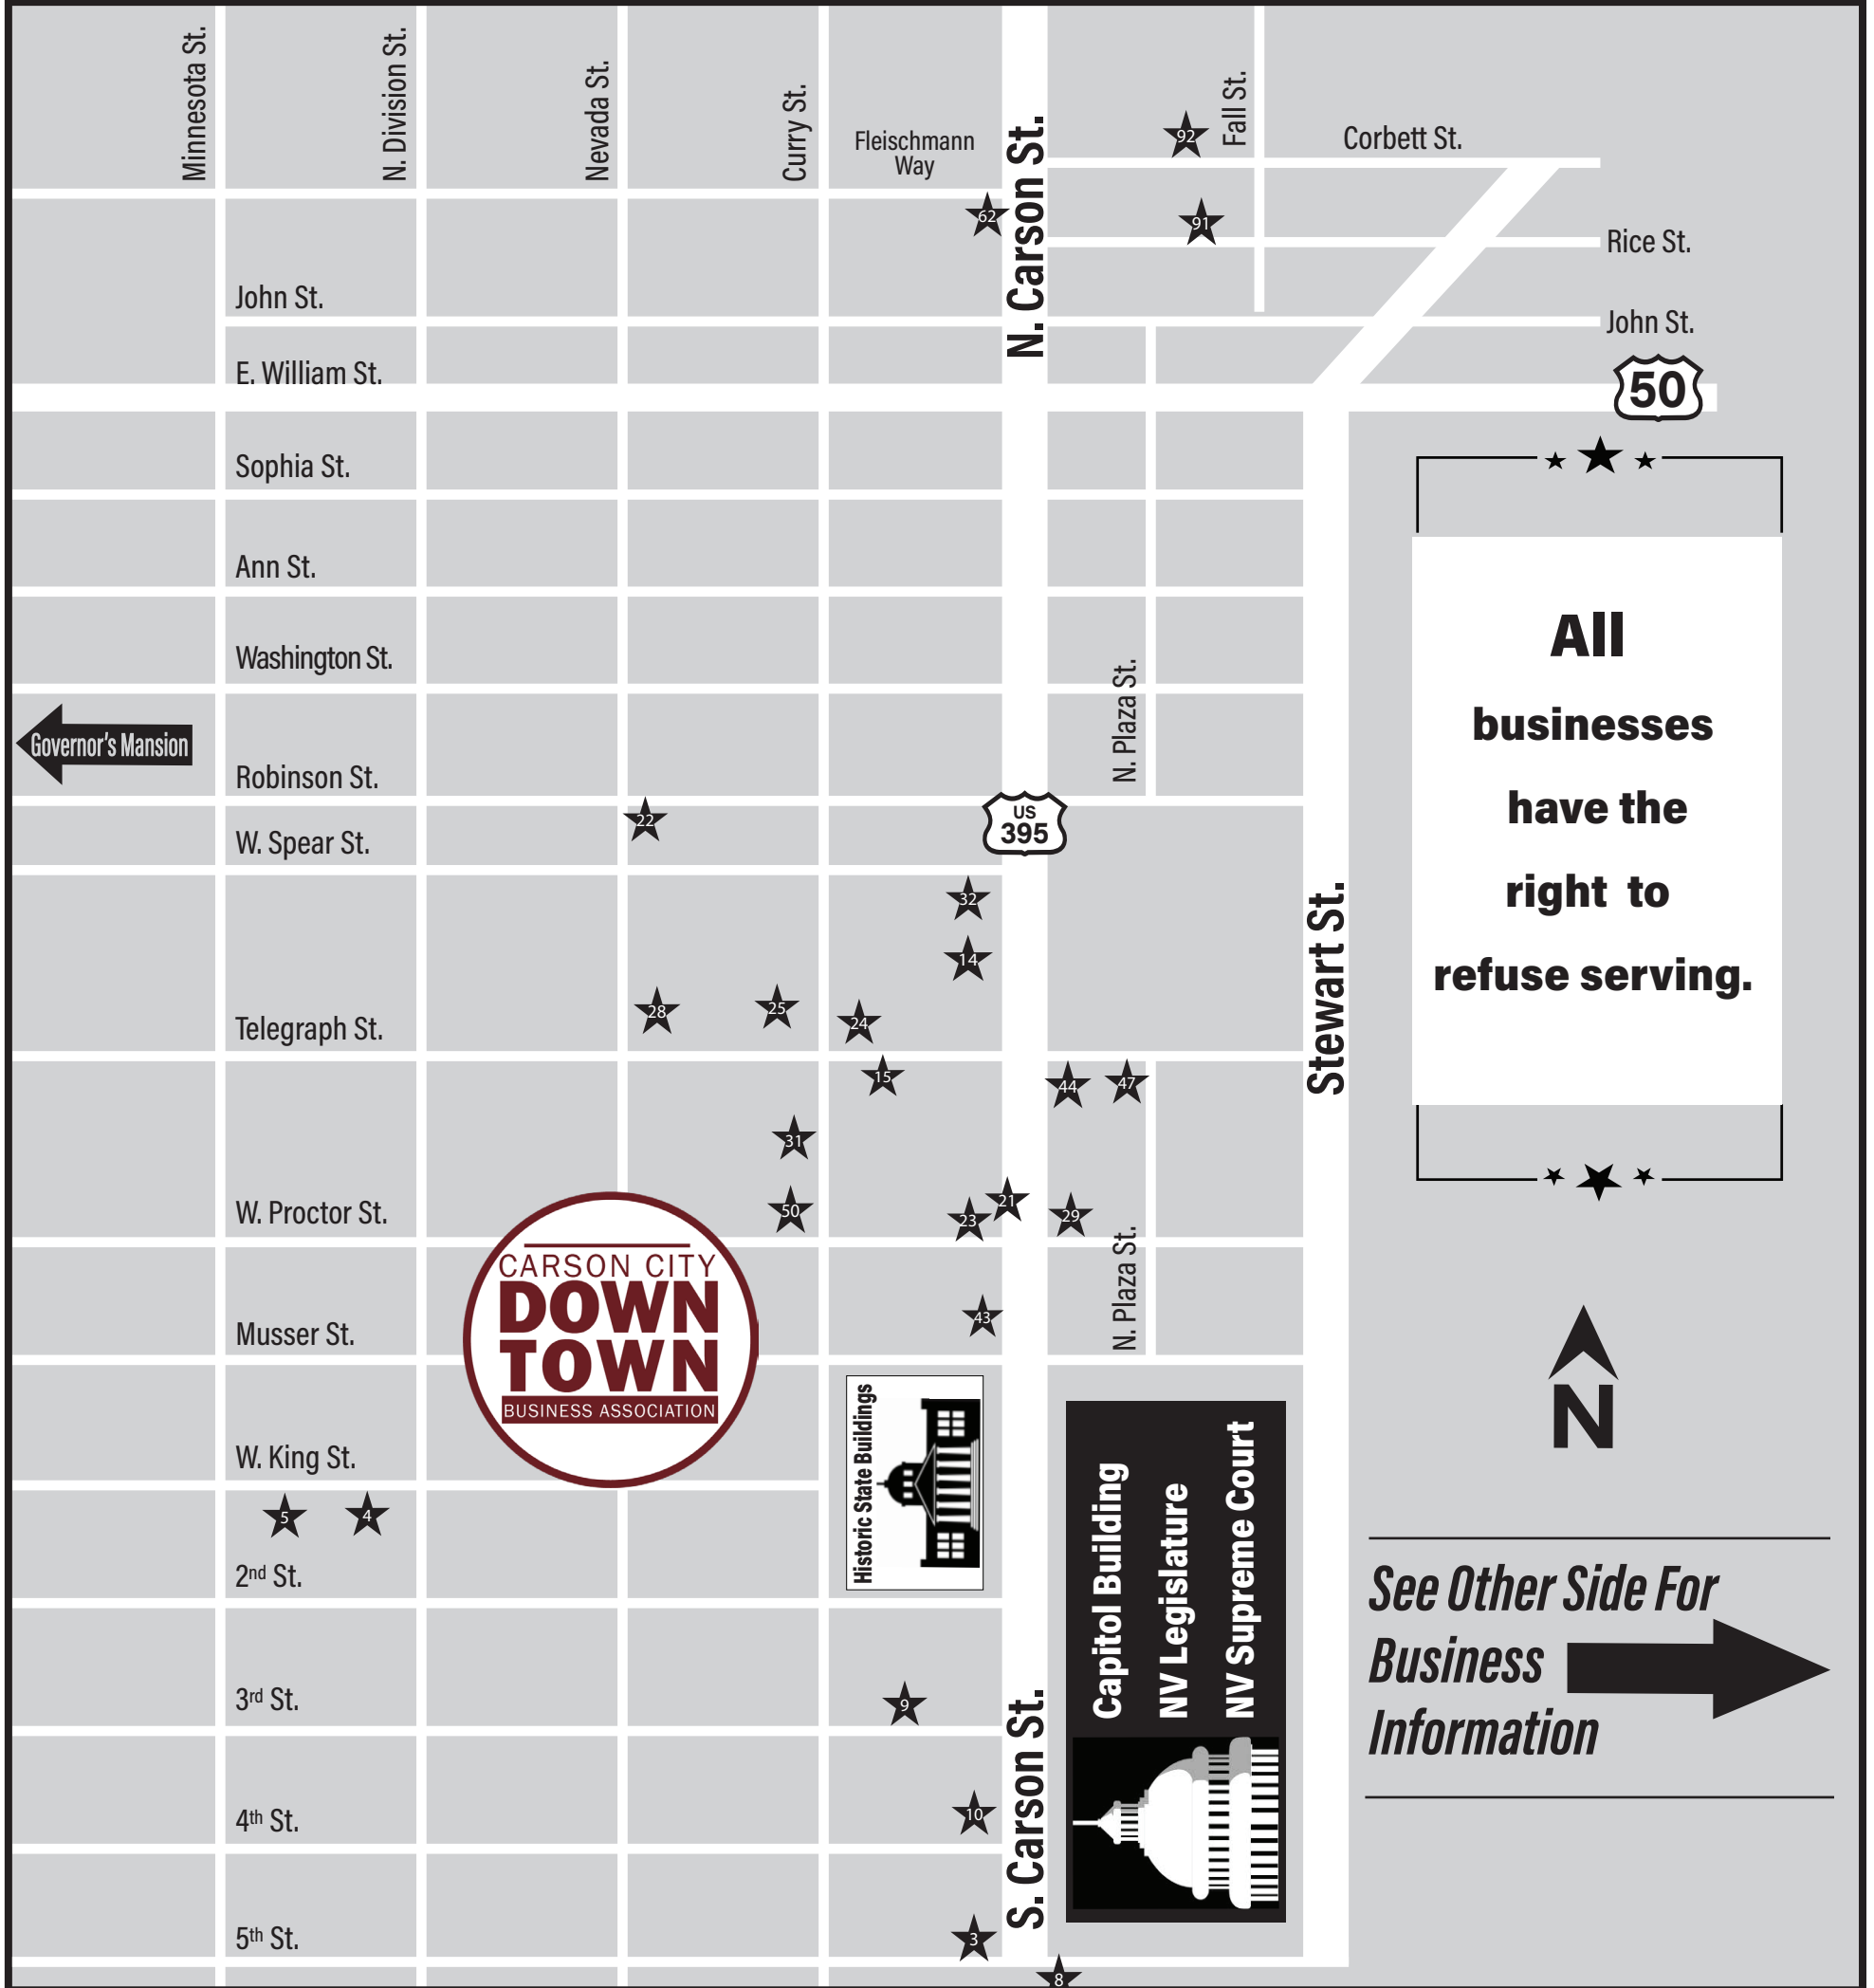 Minnesota St.
N. Division St.
Nevada St.
Curry St.
Fleischmann
Way
N. Carson St.
92
Fall St.
Corbett St.
62
91
Rice St.
John St.
John St.
E. William St.
50
Sophia St.
Ann St.
Washington St.
N. Plaza St.
Governor's Mansion
Robinson St.
22
US
395
W. Spear St.
32
14
28
25
24
Telegraph St.
15
44
47
Stewart St.
31
50
21
23
29
W. Proctor St.
N. Plaza St.
43
Musser St.
CARSON CITY
DOWN
TOWN
BUSINESS ASSOCIATION
Historic State Buildings
W. King St.
5
4
2nd St.
Capitol Building
NV Legislature
NV Supreme Court
3rd St.
9
S. Carson St.
4th St.
10
5th St.
3
8
All
businesses
have the
right to
refuse serving.
N
See Other Side For
Business
Information